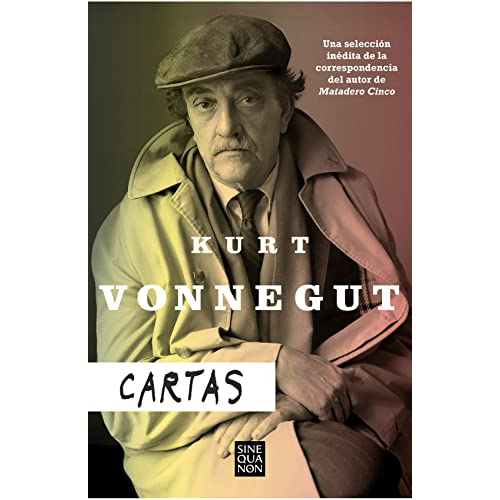 Una selección
inédita de la
correspondencia
del autor de
Matadero Cinco
KURT
VONNEGUT
CARTAS
SINE
QUA
NON